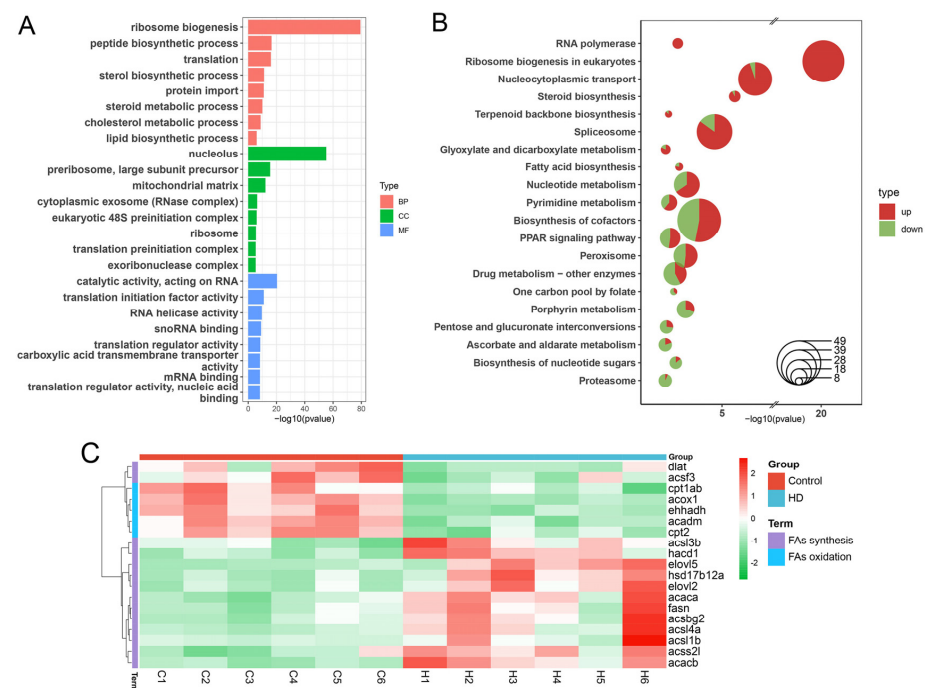 A
ribosome biogenesis
peptide biosynthetic process
translation
sterol biosynthetic process
protein import
steroid metabolic process
cholesterol metabolic process
lipid biosynthetic process
nucleolus
preribosome, large subunit precursor
mitochondrial matrix
cytoplasmic exosome (RNase complex)
eukaryotic 48S preinitiation complex
ribosome
translation preinitiation complex
exoribonuclease complex
catalytic activity, acting on RNA
translation initiation factor activity
RNA helicase activity
snoRNA binding
translation regulator activity
carboxylic acid transmembrane transporter
activity
mRNA binding
translation regulator activity, nucleic acid
binding
0 20 40 60 80
−log10(pvalue)
Type
BP
CC
MF
B
RNA polymerase
Ribosome biogenesis in eukaryotes
Nucleocytoplasmic transport
Steroid biosynthesis
Terpenoid backbone biosynthesis
Spliceosome
Glyoxylate and dicarboxylate metabolism
Fatty acid biosynthesis
Nucleotide metabolism
Pyrimidine metabolism
Biosynthesis of cofactors
PPAR signaling pathway
Peroxisome
Drug metabolism − other enzymes
One carbon pool by folate
Porphyrin metabolism
Pentose and glucuronate interconversions
Ascorbate and aldarate metabolism
Biosynthesis of nucleotide sugars
Proteasome
49
39
28
18
8
5 20
−log10(pvalue)
type
up
down
C
Group
dlat
acsf3
cpt1ab
acox1
ehhadh
acadm
cpt2
acsl3b
hacd1
elovl5
hsd17b12a
elovl2
acaca
fasn
acsbg2
acsl4a
acsl1b
acss2l
acacb
Term C1 C2 C3 C4 C5 C6 H1 H2 H3 H4 H5 H6
2
1
0
-1
-2
Group
Control
HD
Term
FAs synthesis
FAs oxidation